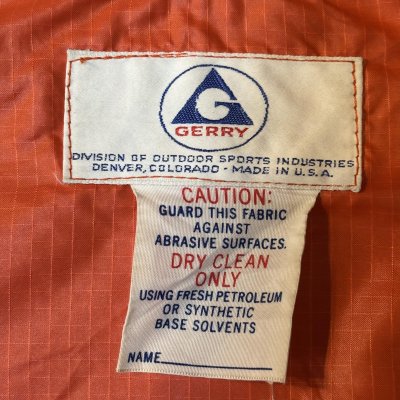 G
GERRY
DIVISION OF OUTDOOR SPORTS INDUSTRIES
DENVER, COLORADO - MADE IN U.S.A.
CAUTION:
GUARD THIS FABRIC
AGAINST
ABRASIVE SURFACES.
DRY CLEAN
ONLY
USING FRESH PETROLEUM
OR SYNTHETIC
BASE SOLVENTS
NAME